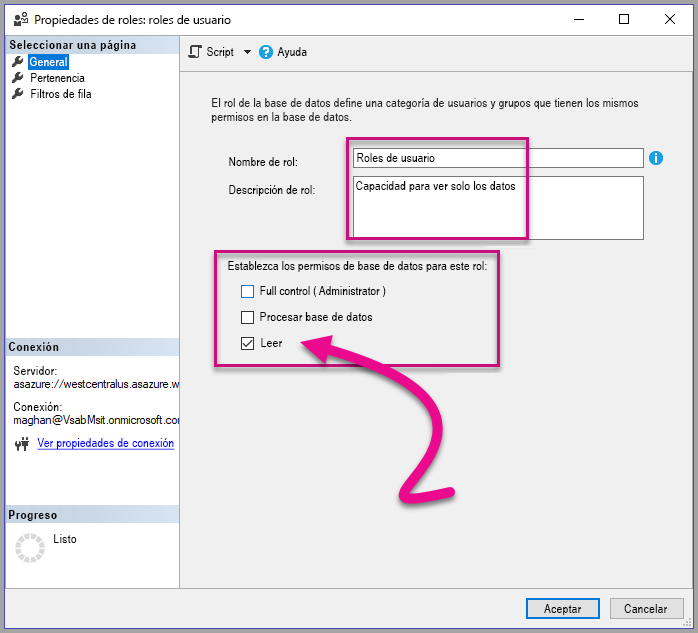 Propiedades de roles: roles de usuario
Seleccionar una página
General
Pertenencia
Filtros de fila
Script
Ayuda
El rol de la base de datos define una categoría de usuarios y grupos que tienen los mismos
permisos en la base de datos.
Nombre de rol:
Roles de usuario
Descripción de rol:
Capacidad para ver solo los datos
Establezca los permisos de base de datos para este rol:
Full control ( Administrator )
Procesar base de datos
Leer
Conexión
Servidor:
asazure://westcentralus.asazure.w
Conexión:
maghan@VsabMsit.onmicrosoft.co
Ver propiedades de conexión
Progreso
Listo
Aceptar
Cancelar